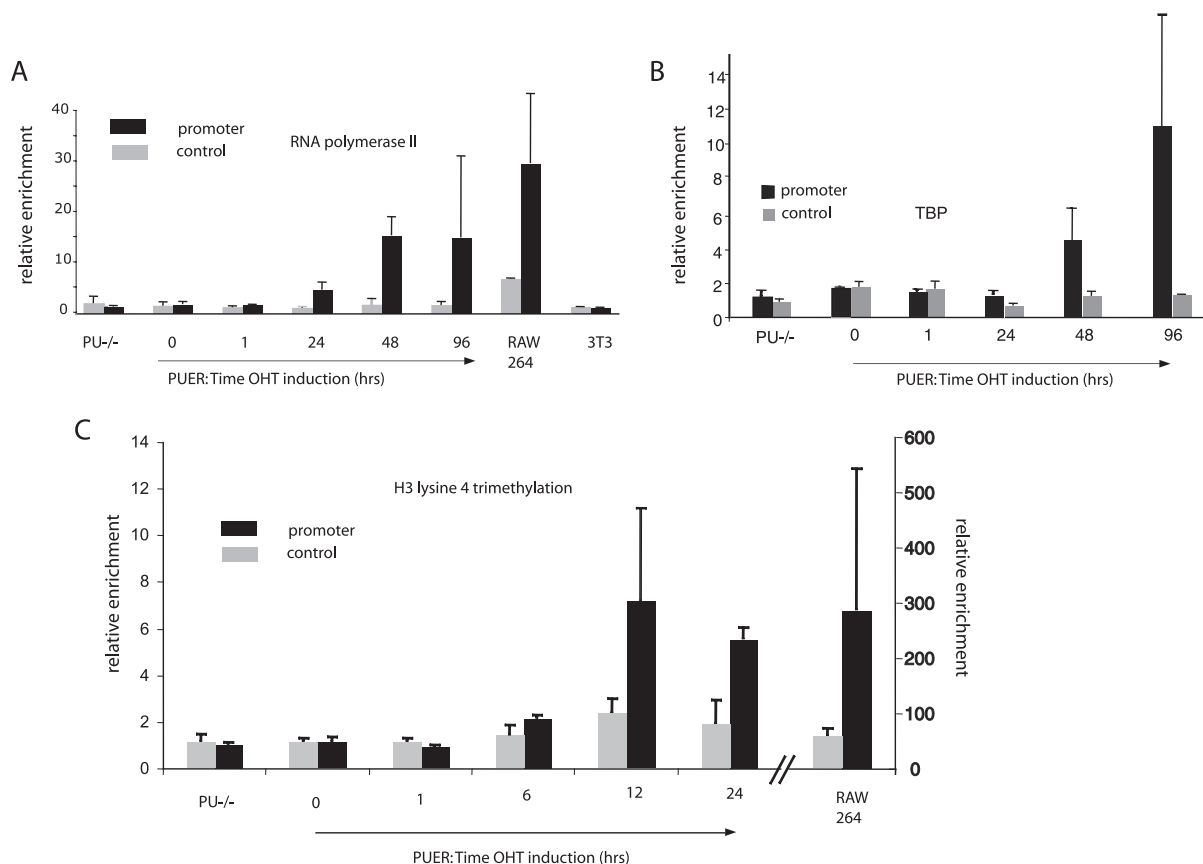 A
relative enrichment
40
30
20
10
0
promoter
control
RNA polymerase II
PU-/- 0 1 24 48 96 RAW 264 3T3
PUER: Time OHT induction (hrs)
B
relative enrichment
14
12
10
8
6
4
2
0
promoter
control
TBP
PU-/- 0 1 24 48 96
PUER: Time OHT induction (hrs)
C
relative enrichment
14
12
10
8
6
4
2
0
H3 lysine 4 trimethylation
promoter
control
600
500
400
300
200
100
0
relative enrichment
PU-/- 0 1 6 12 24 RAW 264
PUER: Time OHT induction (hrs)